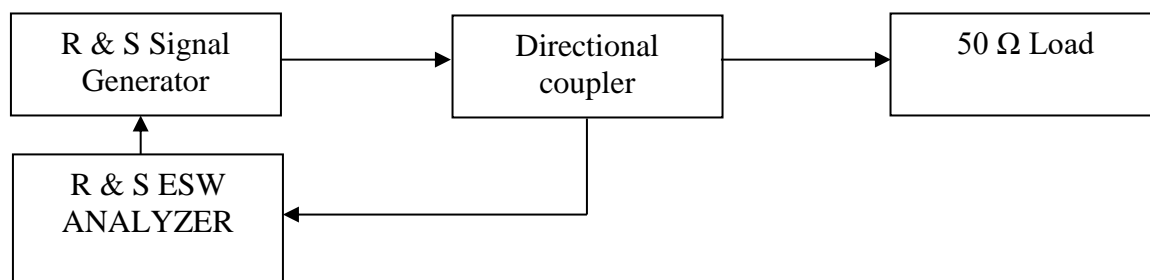 R & S Signal
Generator
Directional
coupler
50 Ω Load
R & S ESW
ANALYZER